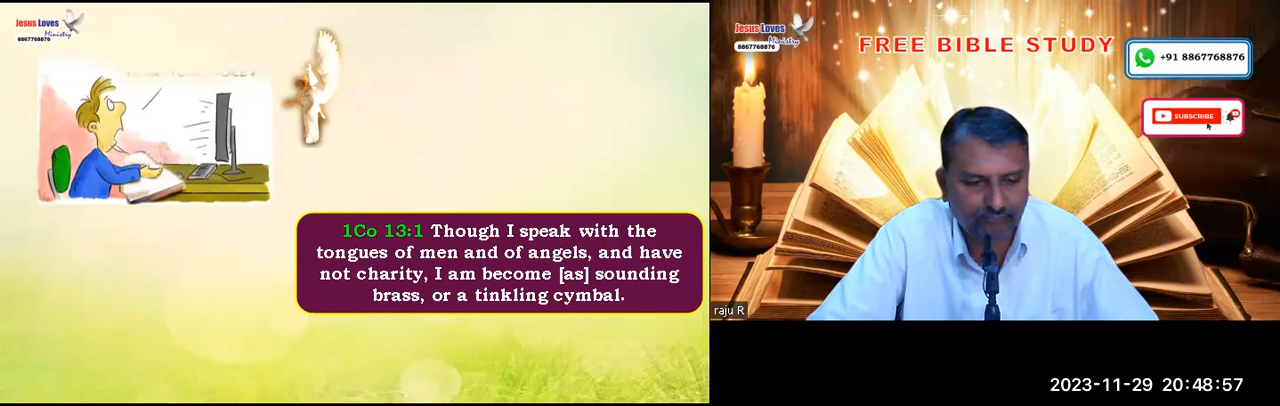 Jesus Loves
Ministry
8867768876
1Co 13:1 Though I speak with the
tongues of men and of angels, and have
not charity, I am become [as] sounding
brass, or a tinkling cymbal.
Jesus Loves
Ministry
8867768876
FREE BIBLE STUDY
+91 8867768876
SUBSCRIBE
raju R
2023-11-29 20:48:57